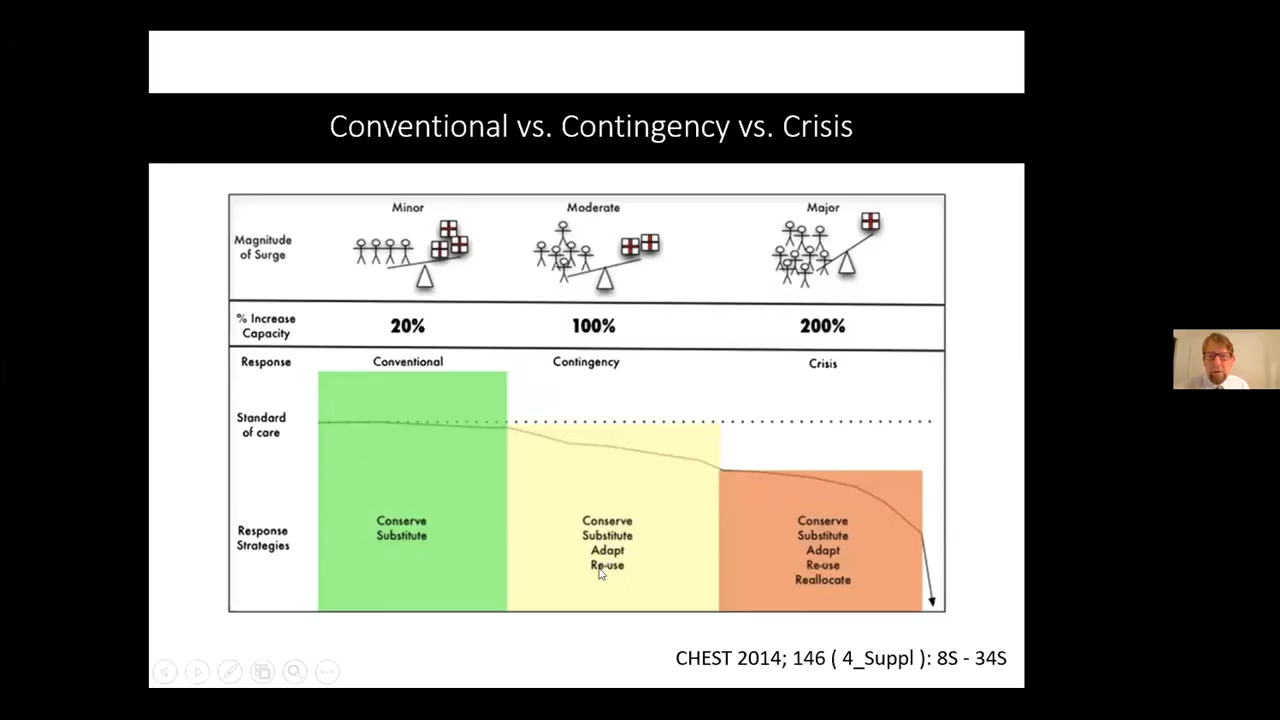 Conventional vs. Contingency vs. Crisis
Minor
Moderate
Major
Magnitude
of Surge
% Increase
Capacity
20%
100%
200%
Response
Conventional
Contingency
Crisis
Standard
of care
Response
Strategies
Conserve
Substitute
Conserve
Substitute
Adapt
Re-use
Conserve
Substitute
Adapt
Re-use
Reallocate
CHEST 2014; 146 ( 4_Suppl ): 8S - 34S